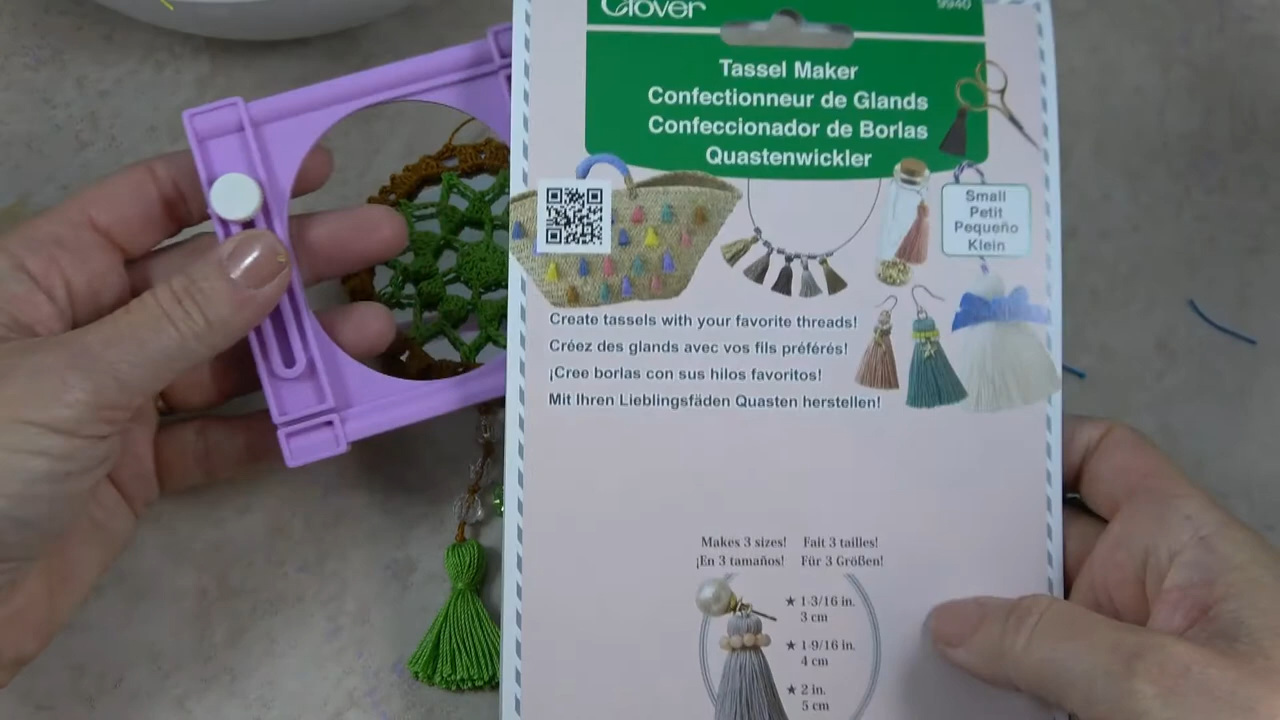 Clover
9940
Tassel Maker
Confectionneur de Glands
Confeccionador de Borlas
Quastenwickler
Small
Petit
Pequeño
Klein
Create tassels with your favorite threads!
Créez des glands avec vos fils préférés!
¡Cree borlas con sus hilos favoritos!
Mit Ihren Lieblingsfäden Quasten herstellen!
Makes 3 sizes! Fait 3 tailles!
¡En 3 tamaños! Für 3 Größen!
★ 1-3/16 in.
3 cm
★ 1-9/16 in.
4 cm
★ 2 in.
5 cm